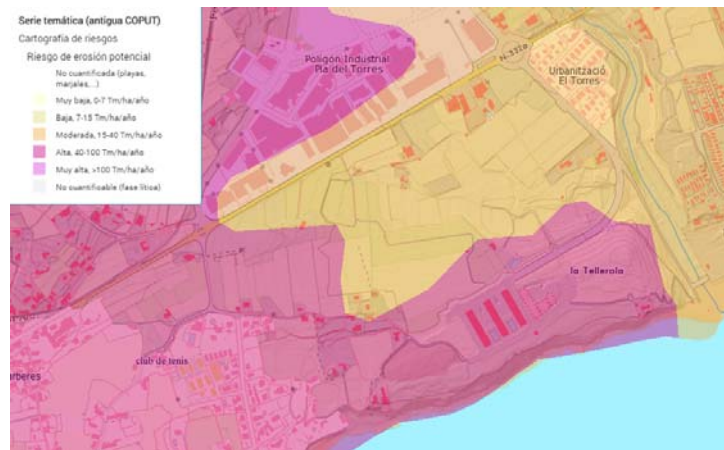 Serie temática (antigua COPUT)
Cartografía de riesgos
Riesgo de erosión potencial
No cuantificada (playas,
marjales,...)
Muy baja, 0-7 Tm/ha/año
Baja, 7-15 Tm/ha/año
Moderada, 15-40 Tm/ha/año
Alta, 40-100 Tm/ha/año
Muy alta, >100 Tm/ha/año
No cuantificable (fase lítica)
Polígon Industrial
Pla del Torres
N-332a
Urbanització
El Torres
la Tellerola
club de tenis
arberes